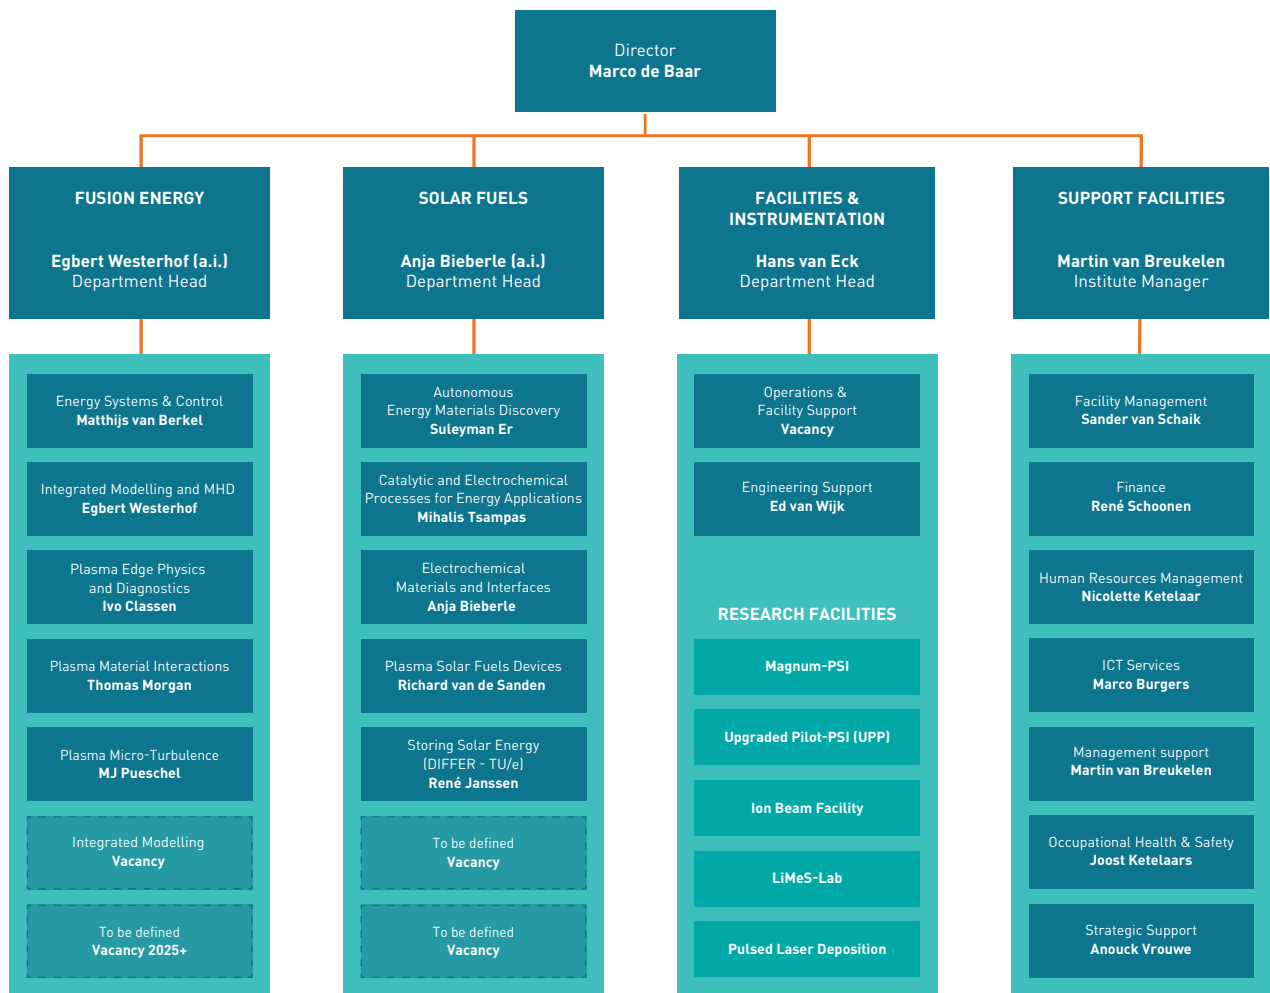 Director
Marco de Baar
FUSION ENERGY
Egbert Westerhof (a.i.)
Department Head
Energy Systems & Control
Matthijs van Berkel
Integrated Modelling and MHD
Egbert Westerhof
Plasma Edge Physics
and Diagnostics
Ivo Classen
Plasma Material Interactions
Thomas Morgan
Plasma Micro-Turbulence
MJ Pueschel
Integrated Modelling
Vacancy
To be defined
Vacancy 2025+
SOLAR FUELS
Anja Bieberle (a.i.)
Department Head
Autonomous
Energy Materials Discovery
Suleyman Er
Catalytic and Electrochemical
Processes for Energy Applications
Mihalis Tsampas
Electrochemical
Materials and Interfaces
Anja Bieberle
Plasma Solar Fuels Devices
Richard van de Sanden
Storing Solar Energy
(DIFFER - TU/e)
René Janssen
To be defined
Vacancy
To be defined
Vacancy
FACILITIES &
INSTRUMENTATION
Hans van Eck
Department Head
Operations &
Facility Support
Vacancy
Engineering Support
Ed van Wijk
RESEARCH FACILITIES
Magnum-PSI
Upgraded Pilot-PSI (UPP)
Ion Beam Facility
LiMeS-Lab
Pulsed Laser Deposition
SUPPORT FACILITIES
Martin van Breukelen
Institute Manager
Facility Management
Sander van Schaik
Finance
René Schoonen
Human Resources Management
Nicolette Ketelaar
ICT Services
Marco Burgers
Management support
Martin van Breukelen
Occupational Health & Safety
Joost Ketelaars
Strategic Support
Anouck Vrouwe